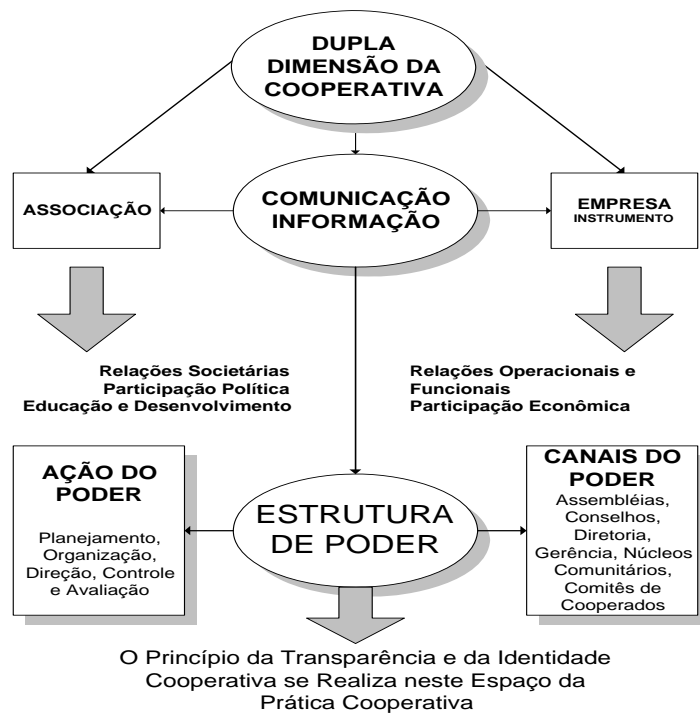 DUPLA
DIMENSÃO DA
COOPERATIVA
ASSOCIAÇÃO
COMUNICAÇÃO
INFORMAÇÃO
EMPRESA
INSTRUMENTO
Relações Societárias
Participação Política
Educação e Desenvolvimento
Relações Operacionais e
Funcionais
Participação Econômica
AÇÃO DO
PODER
Planejamento,
Organização,
Direção, Controle
e Avaliação
ESTRUTURA
DE PODER
CANAIS DO
PODER
Assembléias,
Conselhos,
Diretoria,
Gerência, Núcleos
Comunitários,
Comitês de
Cooperados
O Princípio da Transparência e da Identidade
Cooperativa se Realiza neste Espaço da
Prática Cooperativa